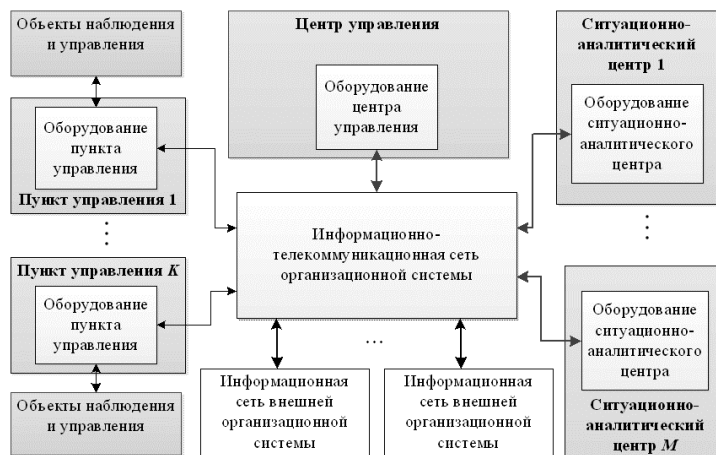 Объекты наблюдения
и управления
Оборудование
пункта
управления
Пункт управления 1
⋮
Пункт управления K
Оборудование
пункта
управления
Объекты наблюдения
и управления
Центр управления
Оборудование
центра
управления
Информационно-
телекоммуникационная сеть
организационной системы
...
Информационная
сеть внешней
организационной
системы
Информационная
сеть внешней
организационной
системы
Ситуационно-
аналитический
центр 1
Оборудование
ситуационно-
аналитического
центра
⋮
Оборудование
ситуационно-
аналитического
центра
Ситуационно-
аналитический
центр M